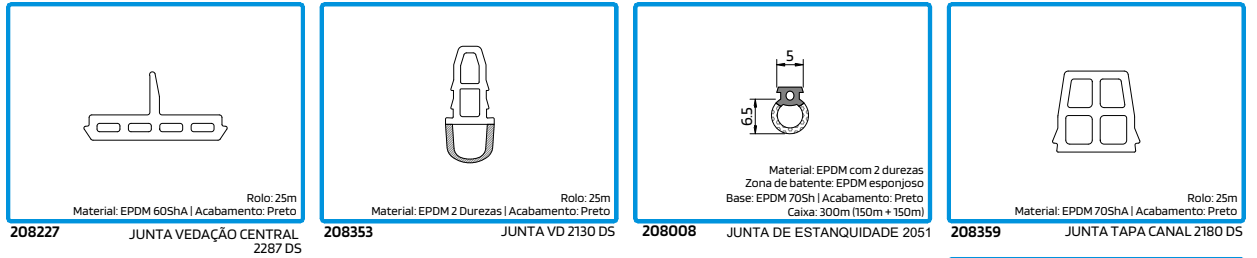 Rolo: 25m
Material: EPDM 60ShA | Acabamento: Preto
208227
JUNTA VEDAÇÃO CENTRAL
2287 DS
Rolo: 25m
Material: EPDM 2 Durezas | Acabamento: Preto
208353
JUNTA VD 2130 DS
5
6.5
Material: EPDM com 2 durezas
Zona de batente: EPDM esponjoso
Base: EPDM 70Sh | Acabamento: Preto
Caixa: 300m (150m + 150m)
208008
JUNTA DE ESTANQUIDADE 2051
Rolo: 25m
Material: EPDM 70ShA | Acabamento: Preto
208359
JUNTA TAPA CANAL 2180 DS